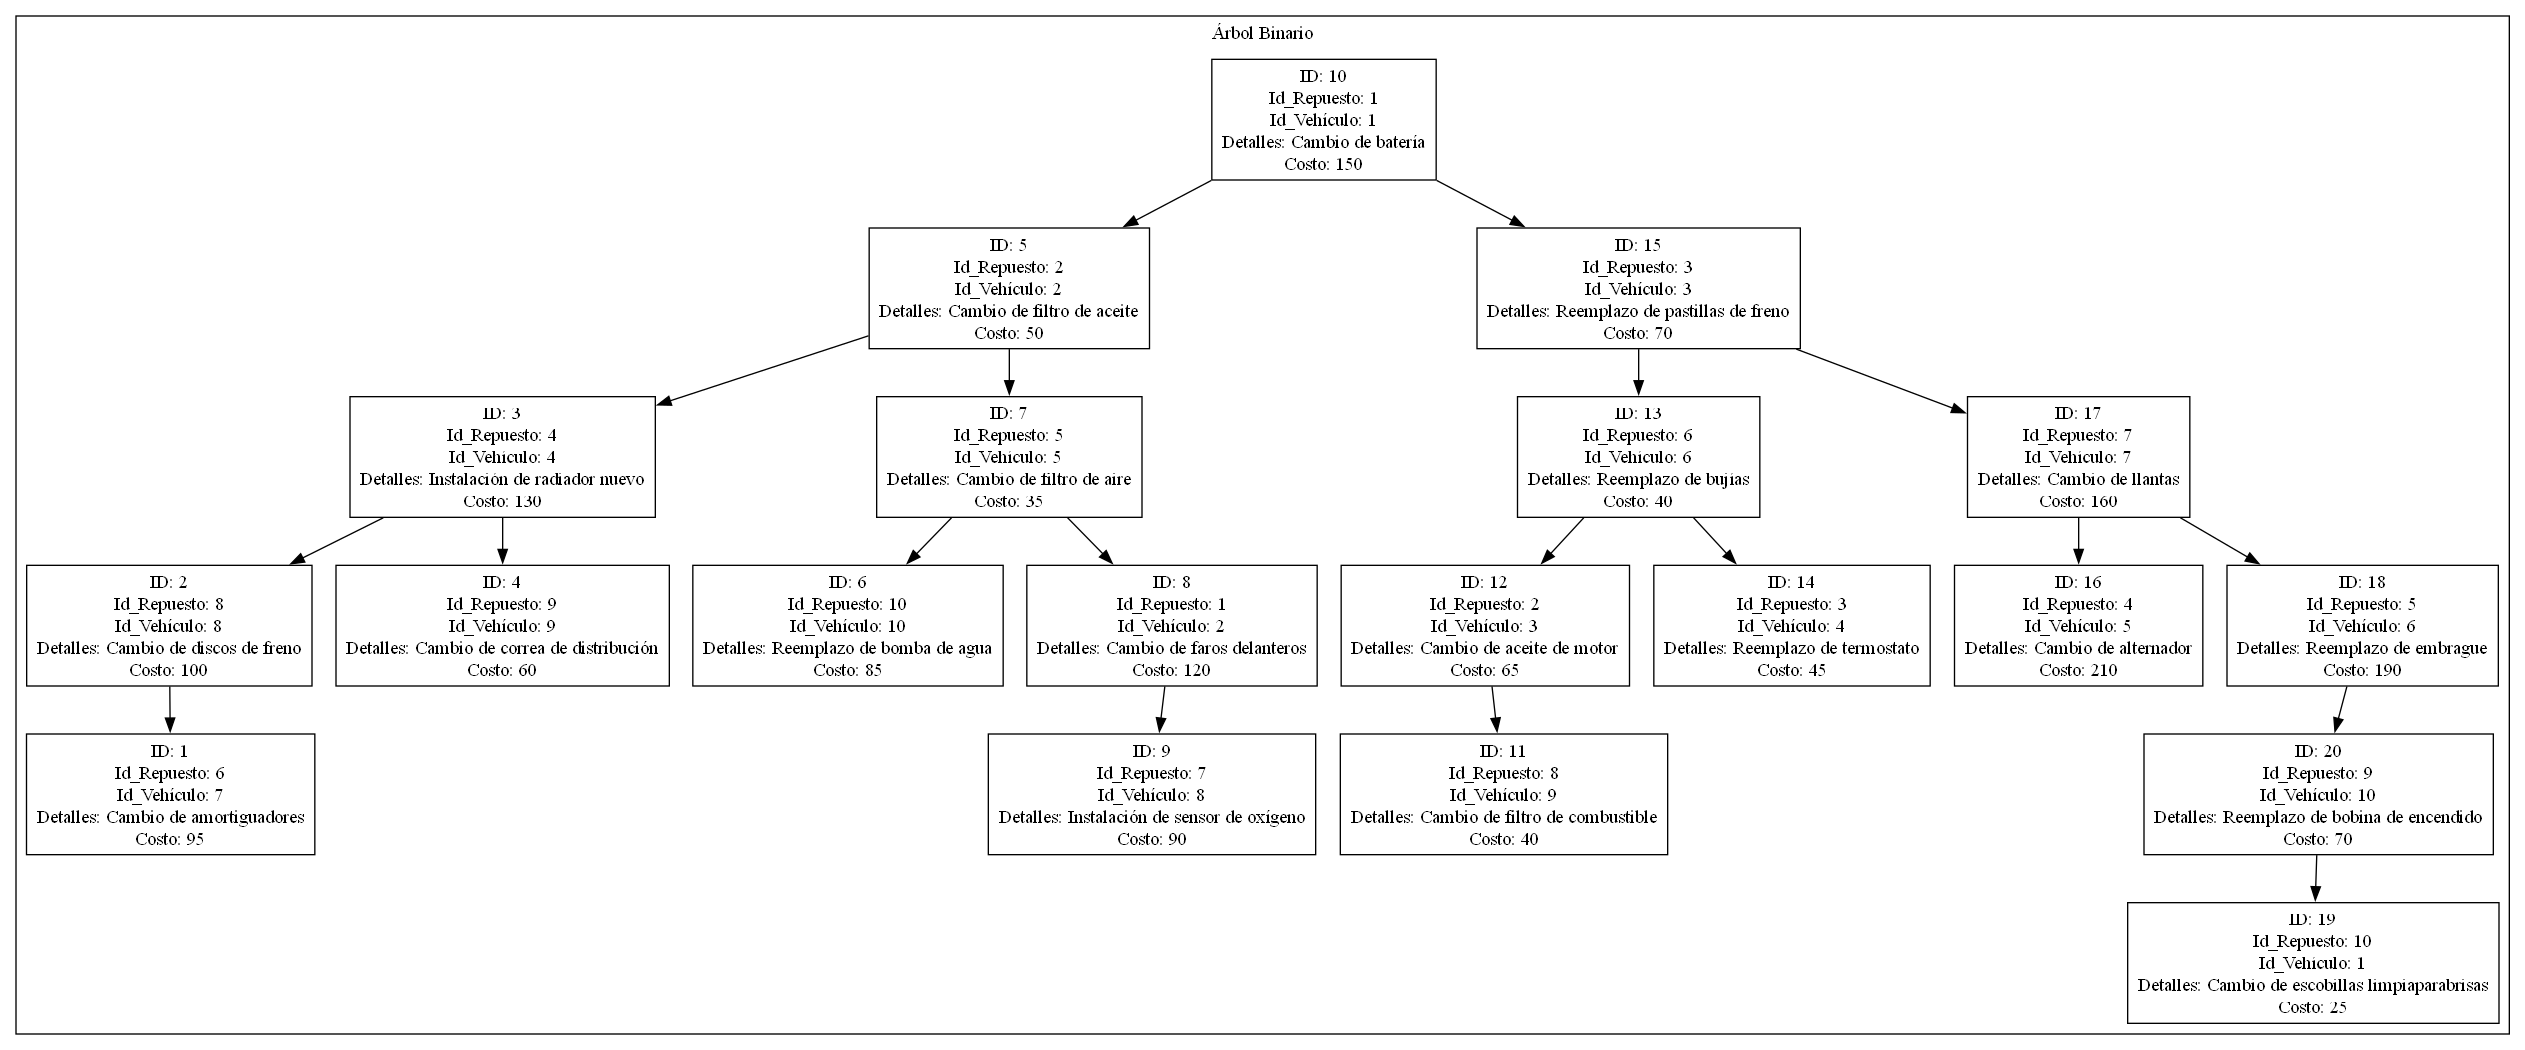 Árbol Binario
ID: 10
Id_Repuesto: 1
Id_Vehículo: 1
Detalles: Cambio de batería
Costo: 150
ID: 5
Id_Repuesto: 2
Id_Vehículo: 2
Detalles: Cambio de filtro de aceite
Costo: 50
ID: 15
Id_Repuesto: 3
Id_Vehículo: 3
Detalles: Reemplazo de pastillas de freno
Costo: 70
ID: 3
Id_Repuesto: 4
Id_Vehículo: 4
Detalles: Instalación de radiador nuevo
Costo: 130
ID: 7
Id_Repuesto: 5
Id_Vehículo: 5
Detalles: Cambio de filtro de aire
Costo: 35
ID: 13
Id_Repuesto: 6
Id_Vehículo: 6
Detalles: Reemplazo de bujías
Costo: 40
ID: 17
Id_Repuesto: 7
Id_Vehículo: 7
Detalles: Cambio de llantas
Costo: 160
ID: 2
Id_Repuesto: 8
Id_Vehículo: 8
Detalles: Cambio de discos de freno
Costo: 100
ID: 4
Id_Repuesto: 9
Id_Vehículo: 9
Detalles: Cambio de correa de distribución
Costo: 60
ID: 6
Id_Repuesto: 10
Id_Vehículo: 10
Detalles: Reemplazo de bomba de agua
Costo: 85
ID: 8
Id_Repuesto: 1
Id_Vehículo: 2
Detalles: Cambio de faros delanteros
Costo: 120
ID: 12
Id_Repuesto: 2
Id_Vehículo: 3
Detalles: Cambio de aceite de motor
Costo: 65
ID: 14
Id_Repuesto: 3
Id_Vehículo: 4
Detalles: Reemplazo de termostato
Costo: 45
ID: 16
Id_Repuesto: 4
Id_Vehículo: 5
Detalles: Cambio de alternador
Costo: 210
ID: 18
Id_Repuesto: 5
Id_Vehículo: 6
Detalles: Reemplazo de embrague
Costo: 190
ID: 1
Id_Repuesto: 6
Id_Vehículo: 7
Detalles: Cambio de amortiguadores
Costo: 95
ID: 9
Id_Repuesto: 7
Id_Vehículo: 8
Detalles: Instalación de sensor de oxígeno
Costo: 90
ID: 11
Id_Repuesto: 8
Id_Vehículo: 9
Detalles: Cambio de filtro de combustible
Costo: 40
ID: 20
Id_Repuesto: 9
Id_Vehículo: 10
Detalles: Reemplazo de bobina de encendido
Costo: 70
ID: 19
Id_Repuesto: 10
Id_Vehículo: 1
Detalles: Cambio de escobillas limpiaparabrisas
Costo: 25